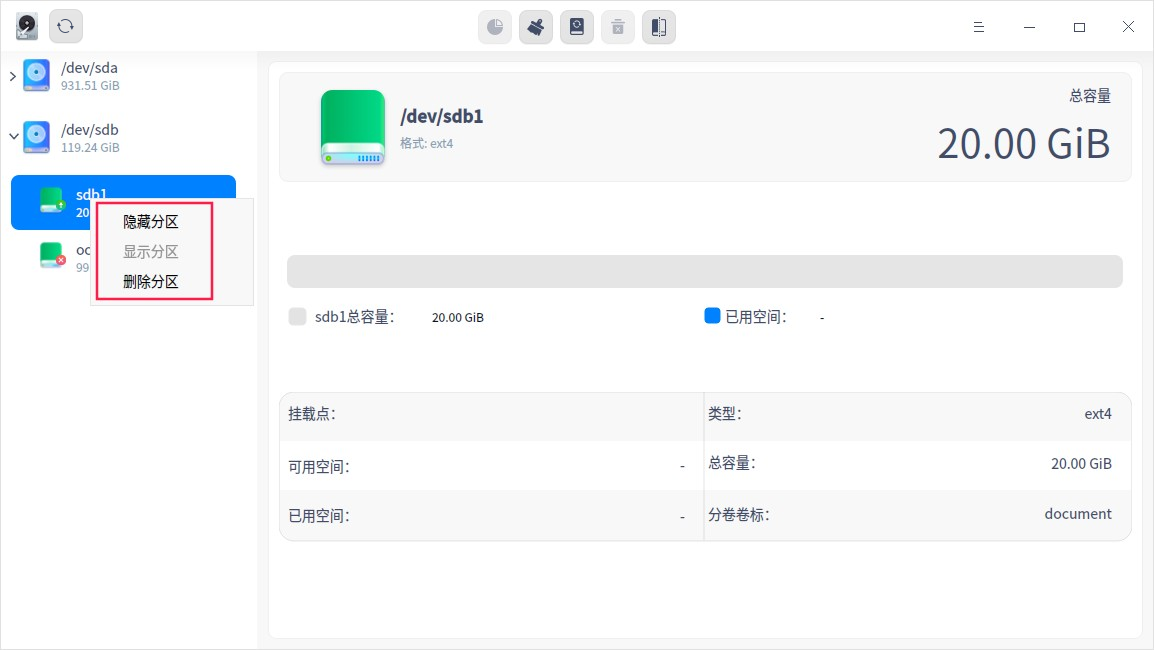 /dev/sda
931.51 GiB
/dev/sdb
119.24 GiB
sdb1
20
隐藏分区
显示分区
删除分区
99
/dev/sdb1
格式: ext4
总容量
20.00 GiB
sdb1总容量：
20.00 GiB
已用空间：
-
挂载点：
类型：
ext4
可用空间：
-
总容量：
20.00 GiB
已用空间：
-
分卷卷标：
document